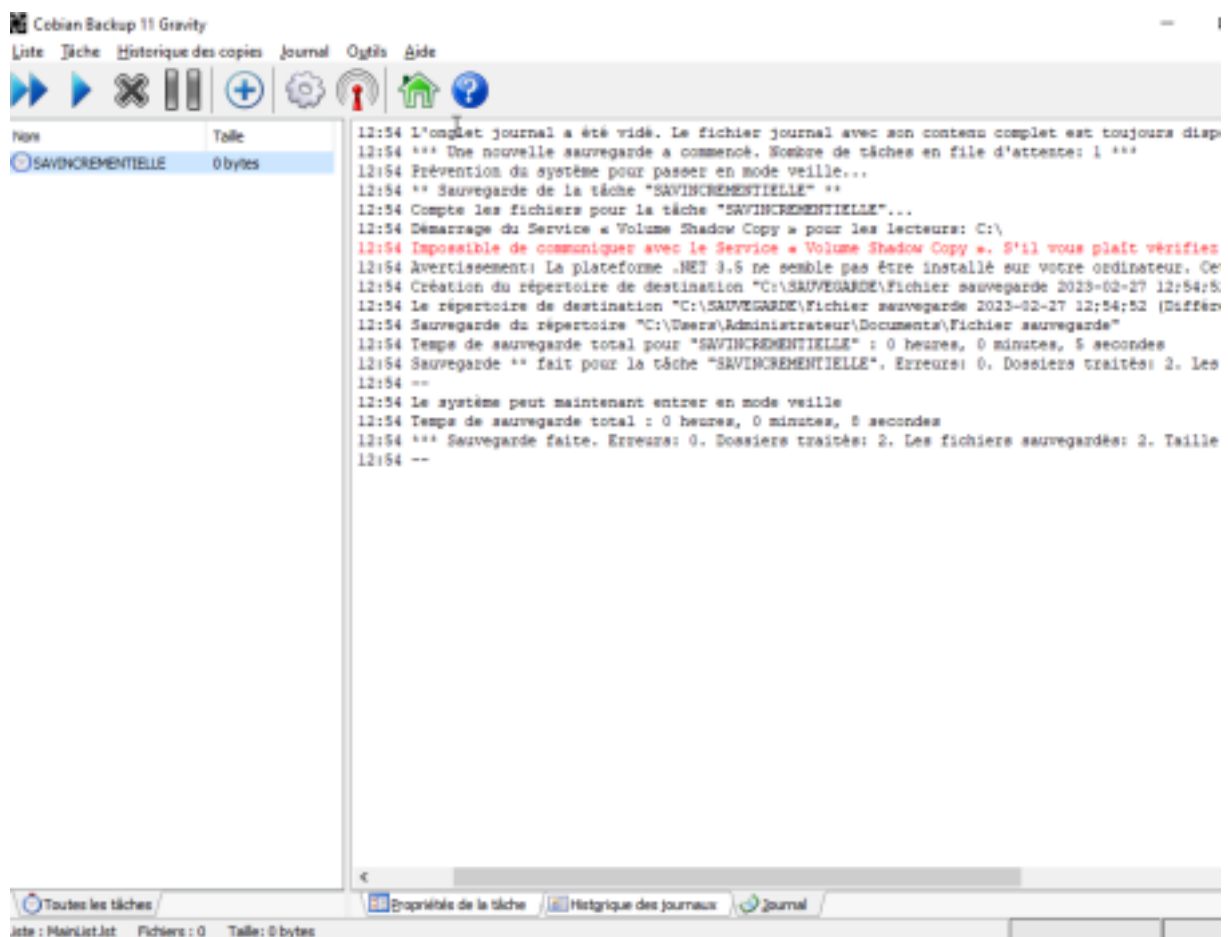 Cobian Backup 11 Gravity
Liste Tâche Historique des copies Journal Outils Aide
Nom Taille
SAVINCREMENTIELLE 0 bytes
12:54 L'onglet journal a été vidé. Le fichier journal avec son contenu complet est toujours disp
12:54 *** Une nouvelle sauvegarde a commencé. Nombre de tâches en file d'attente: 1 ***
12:54 Prévention du système pour passer en mode veille...
12:54 ** Sauvegarde de la tâche "SAVINCREMENTIELLE" **
12:54 Compte les fichiers pour la tâche "SAVINCREMENTIELLE"...
12:54 Démarrage du Service « Volume Shadow Copy » pour les lecteurs: C:\
12:54 Impossible de communiquer avec le Service « Volume Shadow Copy ». S'il vous plaît vérifiez
12:54 Avertissement: La plateforme .NET 3.5 ne semble pas être installé sur votre ordinateur. Ce
12:54 Création du répertoire de destination "C:\SAUVEGARDE\Fichier sauvegarde 2023-02-27 12;54;52
12:54 Le répertoire de destination "C:\SAUVEGARDE\Fichier sauvegarde 2023-02-27 12;54;52 (Différ
12:54 Sauvegarde du répertoire "C:\Users\Administrateur\Documents\Fichier sauvegarde"
12:54 Temps de sauvegarde total pour "SAVINCREMENTIELLE" : 0 heures, 0 minutes, 5 secondes
12:54 Sauvegarde ** fait pour la tâche "SAVINCREMENTIELLE". Erreurs: 0. Dossiers traités: 2. Les
12:54 --
12:54 Le système peut maintenant entrer en mode veille
12:54 Temps de sauvegarde total : 0 heures, 0 minutes, 8 secondes
12:54 *** Sauvegarde faite. Erreurs: 0. Dossiers traités: 2. Les fichiers sauvegardés: 2. Taille
12:54 --
Toutes les tâches Propriétés de la tâche Historique des journaux Journal
Liste : MainList.lst Fichiers : 0 Taille: 0 bytes